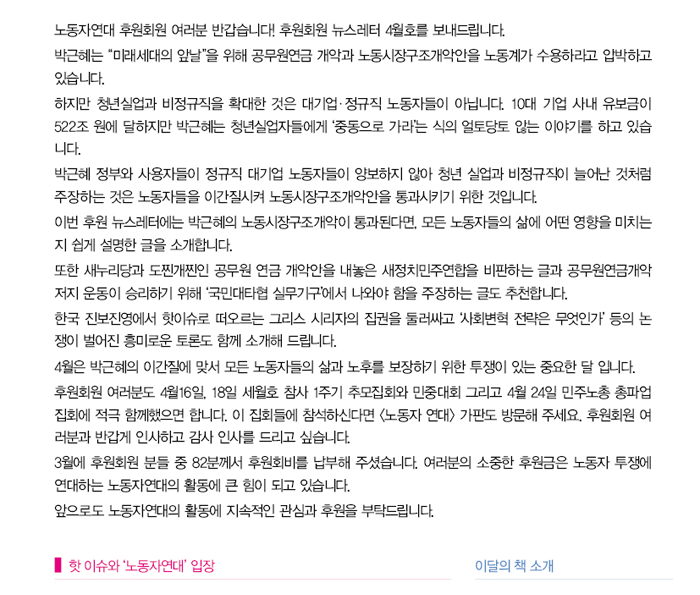 노동자연대 후원회원 여러분 반갑습니다! 후원회원 뉴스레터 4월호를 보내드립니다.
박근혜는 “미래세대의 앞날”을 위해 공무원연금 개악과 노동시장구조개악안을 노동계가 수용하라고 압박하고
있습니다.
하지만 청년실업과 비정규직을 확대한 것은 대기업·정규직 노동자들이 아닙니다. 10대 기업 사내 유보금이
522조 원에 달하지만 박근혜는 청년실업자들에게 ‘중동으로 가라’는 식의 얼토당토 않는 이야기를 하고 있습니
다.
박근혜 정부와 사용자들이 정규직 대기업 노동자들이 양보하지 않아 청년 실업과 비정규직이 늘어난 것처럼
주장하는 것은 노동자들을 이간질시켜 노동시장구조개악안을 통과시키기 위한 것입니다.
이번 후원 뉴스레터에는 박근혜의 노동시장구조개악이 통과된다면, 모든 노동자들의 삶에 어떤 영향을 미치는
지 쉽게 설명한 글을 소개합니다.
또한 새누리당과 도찐개찐인 공무원 연금 개악안을 내놓은 새정치민주연합을 비판하는 글과 공무원연금개악
저지 운동이 승리하기 위해 ‘국민대타협 실무기구’에서 나와야 함을 주장하는 글도 추천합니다.
한국 진보진영에서 핫이슈로 떠오르는 그리스 시리자의 집권을 둘러싸고 ‘사회변혁 전략은 무엇인가’ 등의 논
쟁이 벌어진 흥미로운 토론도 함께 소개해 드립니다.
4월은 박근혜의 이간질에 맞서 모든 노동자들의 삶과 노후를 보장하기 위한 투쟁이 있는 중요한 달 입니다.
후원회원 여러분도 4월16일, 18일 세월호 참사 1주기 추모집회와 민중대회 그리고 4월 24일 민주노총 총파업
집회에 적극 함께했으면 합니다. 이 집회들에 참석하신다면 <노동자 연대> 가판도 방문해 주세요. 후원회원 여
러분과 반갑게 인사하고 감사 인사를 드리고 싶습니다.
3월에 후원회원 분들 중 82분께서 후원회비를 납부해 주셨습니다. 여러분의 소중한 후원금은 노동자 투쟁에
연대하는 노동자연대의 활동에 큰 힘이 되고 있습니다.
앞으로도 노동자연대의 활동에 지속적인 관심과 후원을 부탁드립니다.
핫 이슈와 ‘노동자연대’ 입장
이달의 책 소개